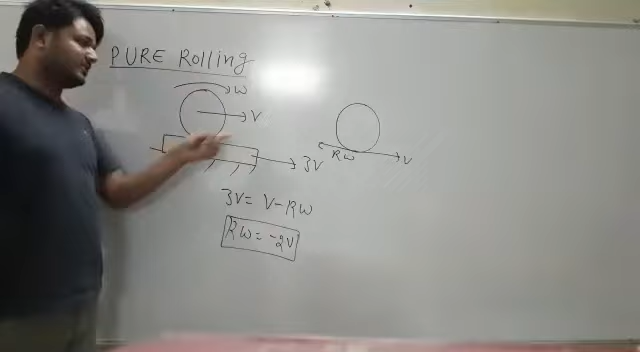 PURE Rolling
ω
V
3V
Rω
v
3V = V - Rω
Rω = -2V